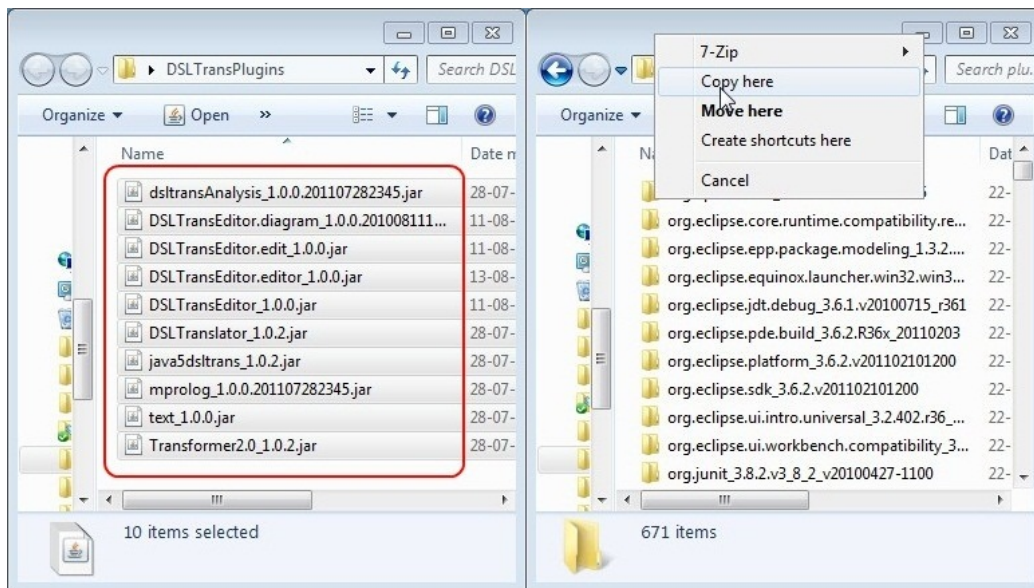 DSLTransPlugins
Search DSL
Organize
Open
»
Name
Date m
dsltransAnalysis_1.0.0.201107282345.jar
28-07-
DSLTransEditor.diagram_1.0.0.201008111...
11-08-
DSLTransEditor.edit_1.0.0.jar
11-08-
DSLTransEditor.editor_1.0.0.jar
13-08-
DSLTransEditor_1.0.0.jar
11-08-
DSLTranslator_1.0.2.jar
28-07-
java5dsltrans_1.0.2.jar
28-07-
mprolog_1.0.0.201107282345.jar
28-07-
text_1.0.0.jar
28-07-
Transformer2.0_1.0.2.jar
28-07-
10 items selected
7-Zip
Copy here
Move here
Create shortcuts here
Cancel
Search plu.
Organize
Dat
22-
org.eclipse.core.runtime.compatibility.re...
22-
org.eclipse.epp.package.modeling_1.3.2....
22-
org.eclipse.equinox.launcher.win32.win3...
22-
org.eclipse.jdt.debug_3.6.1.v20100715_r361
22-
org.eclipse.pde.build_3.6.2.R36x_20110203
22-
org.eclipse.platform_3.6.2.v201102101200
22-
org.eclipse.sdk_3.6.2.v201102101200
22-
org.eclipse.ui.intro.universal_3.2.402.r36_...
22-
org.eclipse.ui.workbench.compatibility_3...
22-
org.junit_3.8.2.v3_8_2_v20100427-1100
22-
671 items